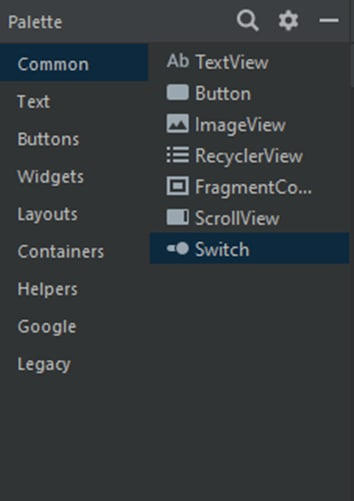 Palette
Common
Text
Buttons
Widgets
Layouts
Containers
Helpers
Google
Legacy
Ab TextView
Button
ImageView
RecyclerView
FragmentCo...
ScrollView
Switch